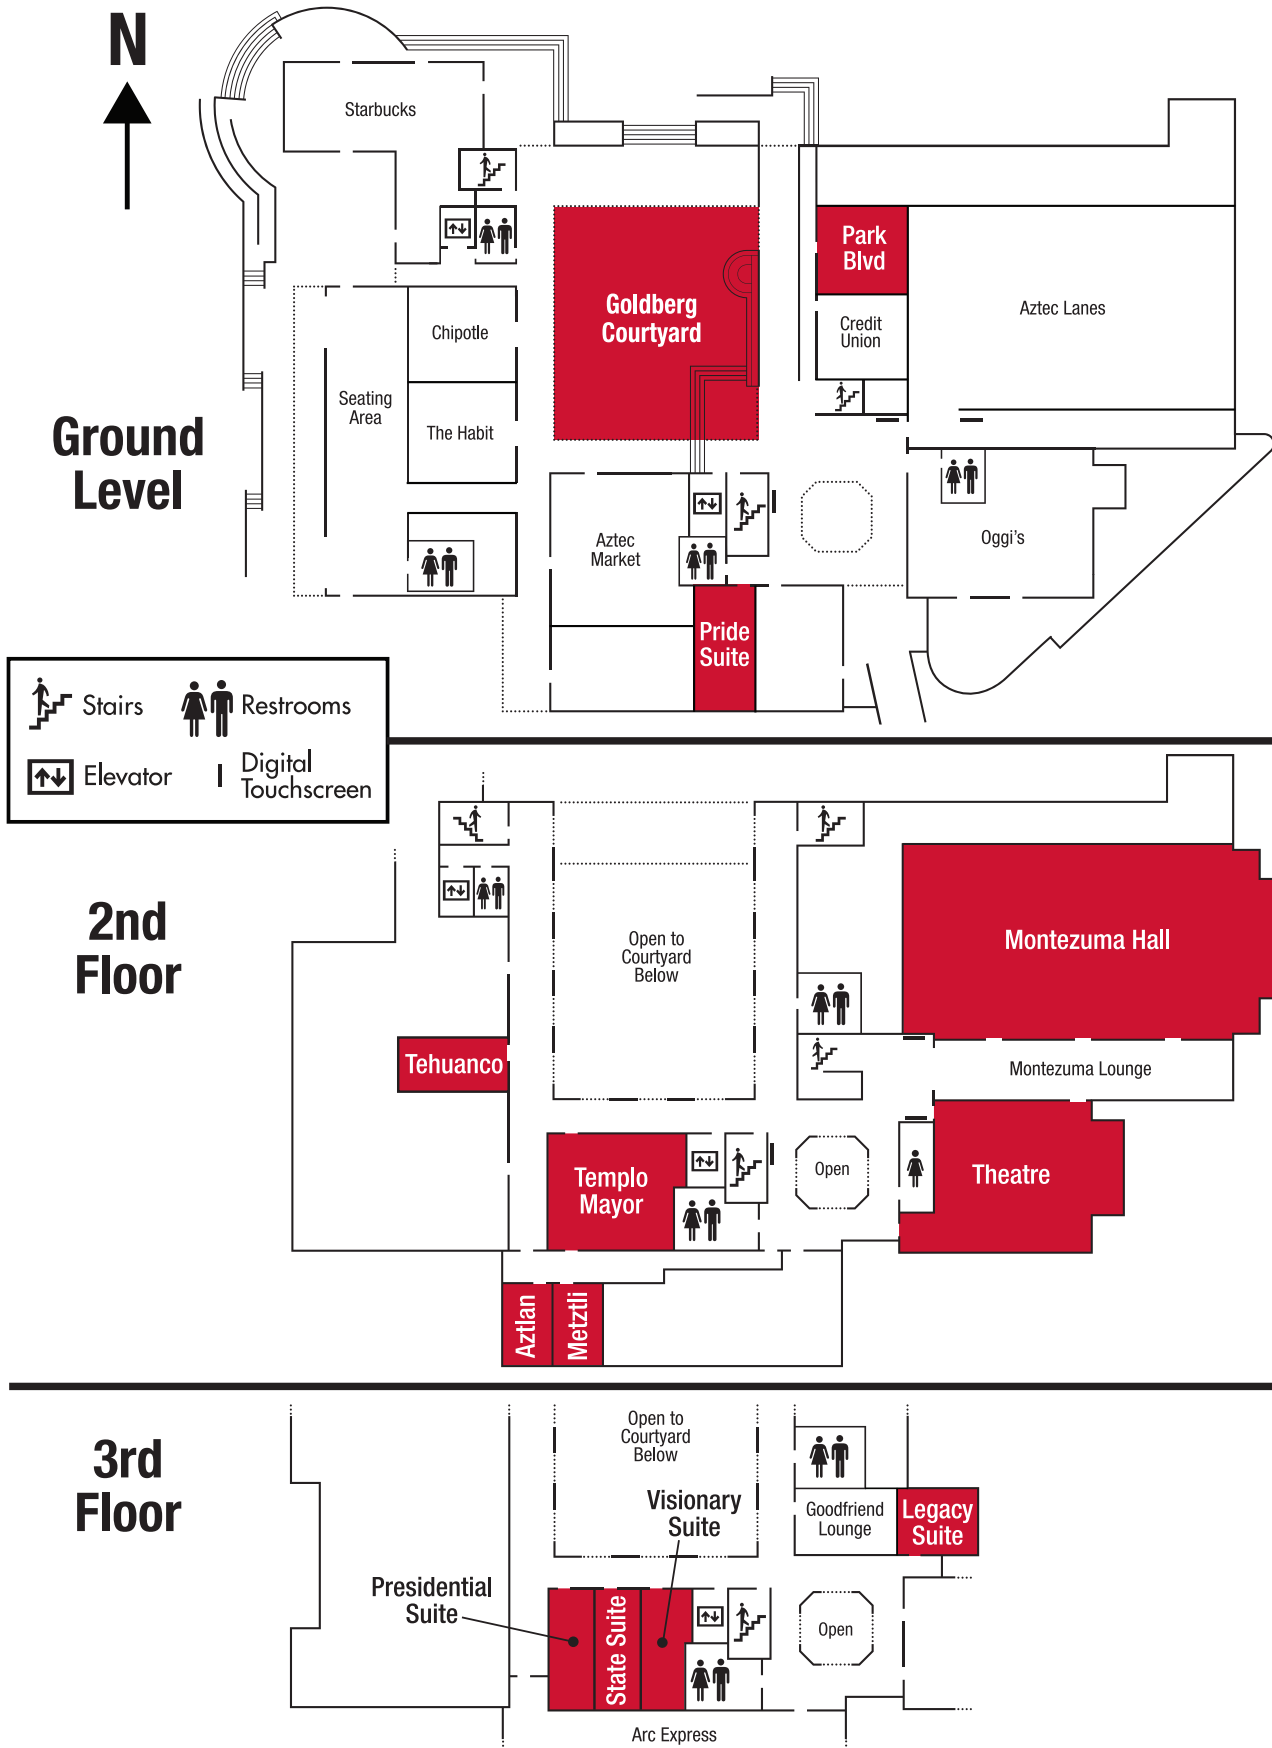 N
Starbucks
Park
Blvd
Goldberg
Courtyard
Aztec Lanes
Credit
Union
Chipotle
Seating
Area
The Habit
Ground
Level
Aztec
Market
Oggi's
Pride
Suite
Stairs
Restrooms
Elevator
Digital
Touchscreen
2nd
Floor
Open to
Courtyard
Below
Montezuma Hall
Tehuanco
Montezuma Lounge
Templo
Mayor
Open
Theatre
Aztlan
Metztli
3rd
Floor
Open to
Courtyard
Below
Visionary
Suite
Goodfriend
Lounge
Legacy
Suite
Presidential
Suite
State Suite
Open
Arc Express